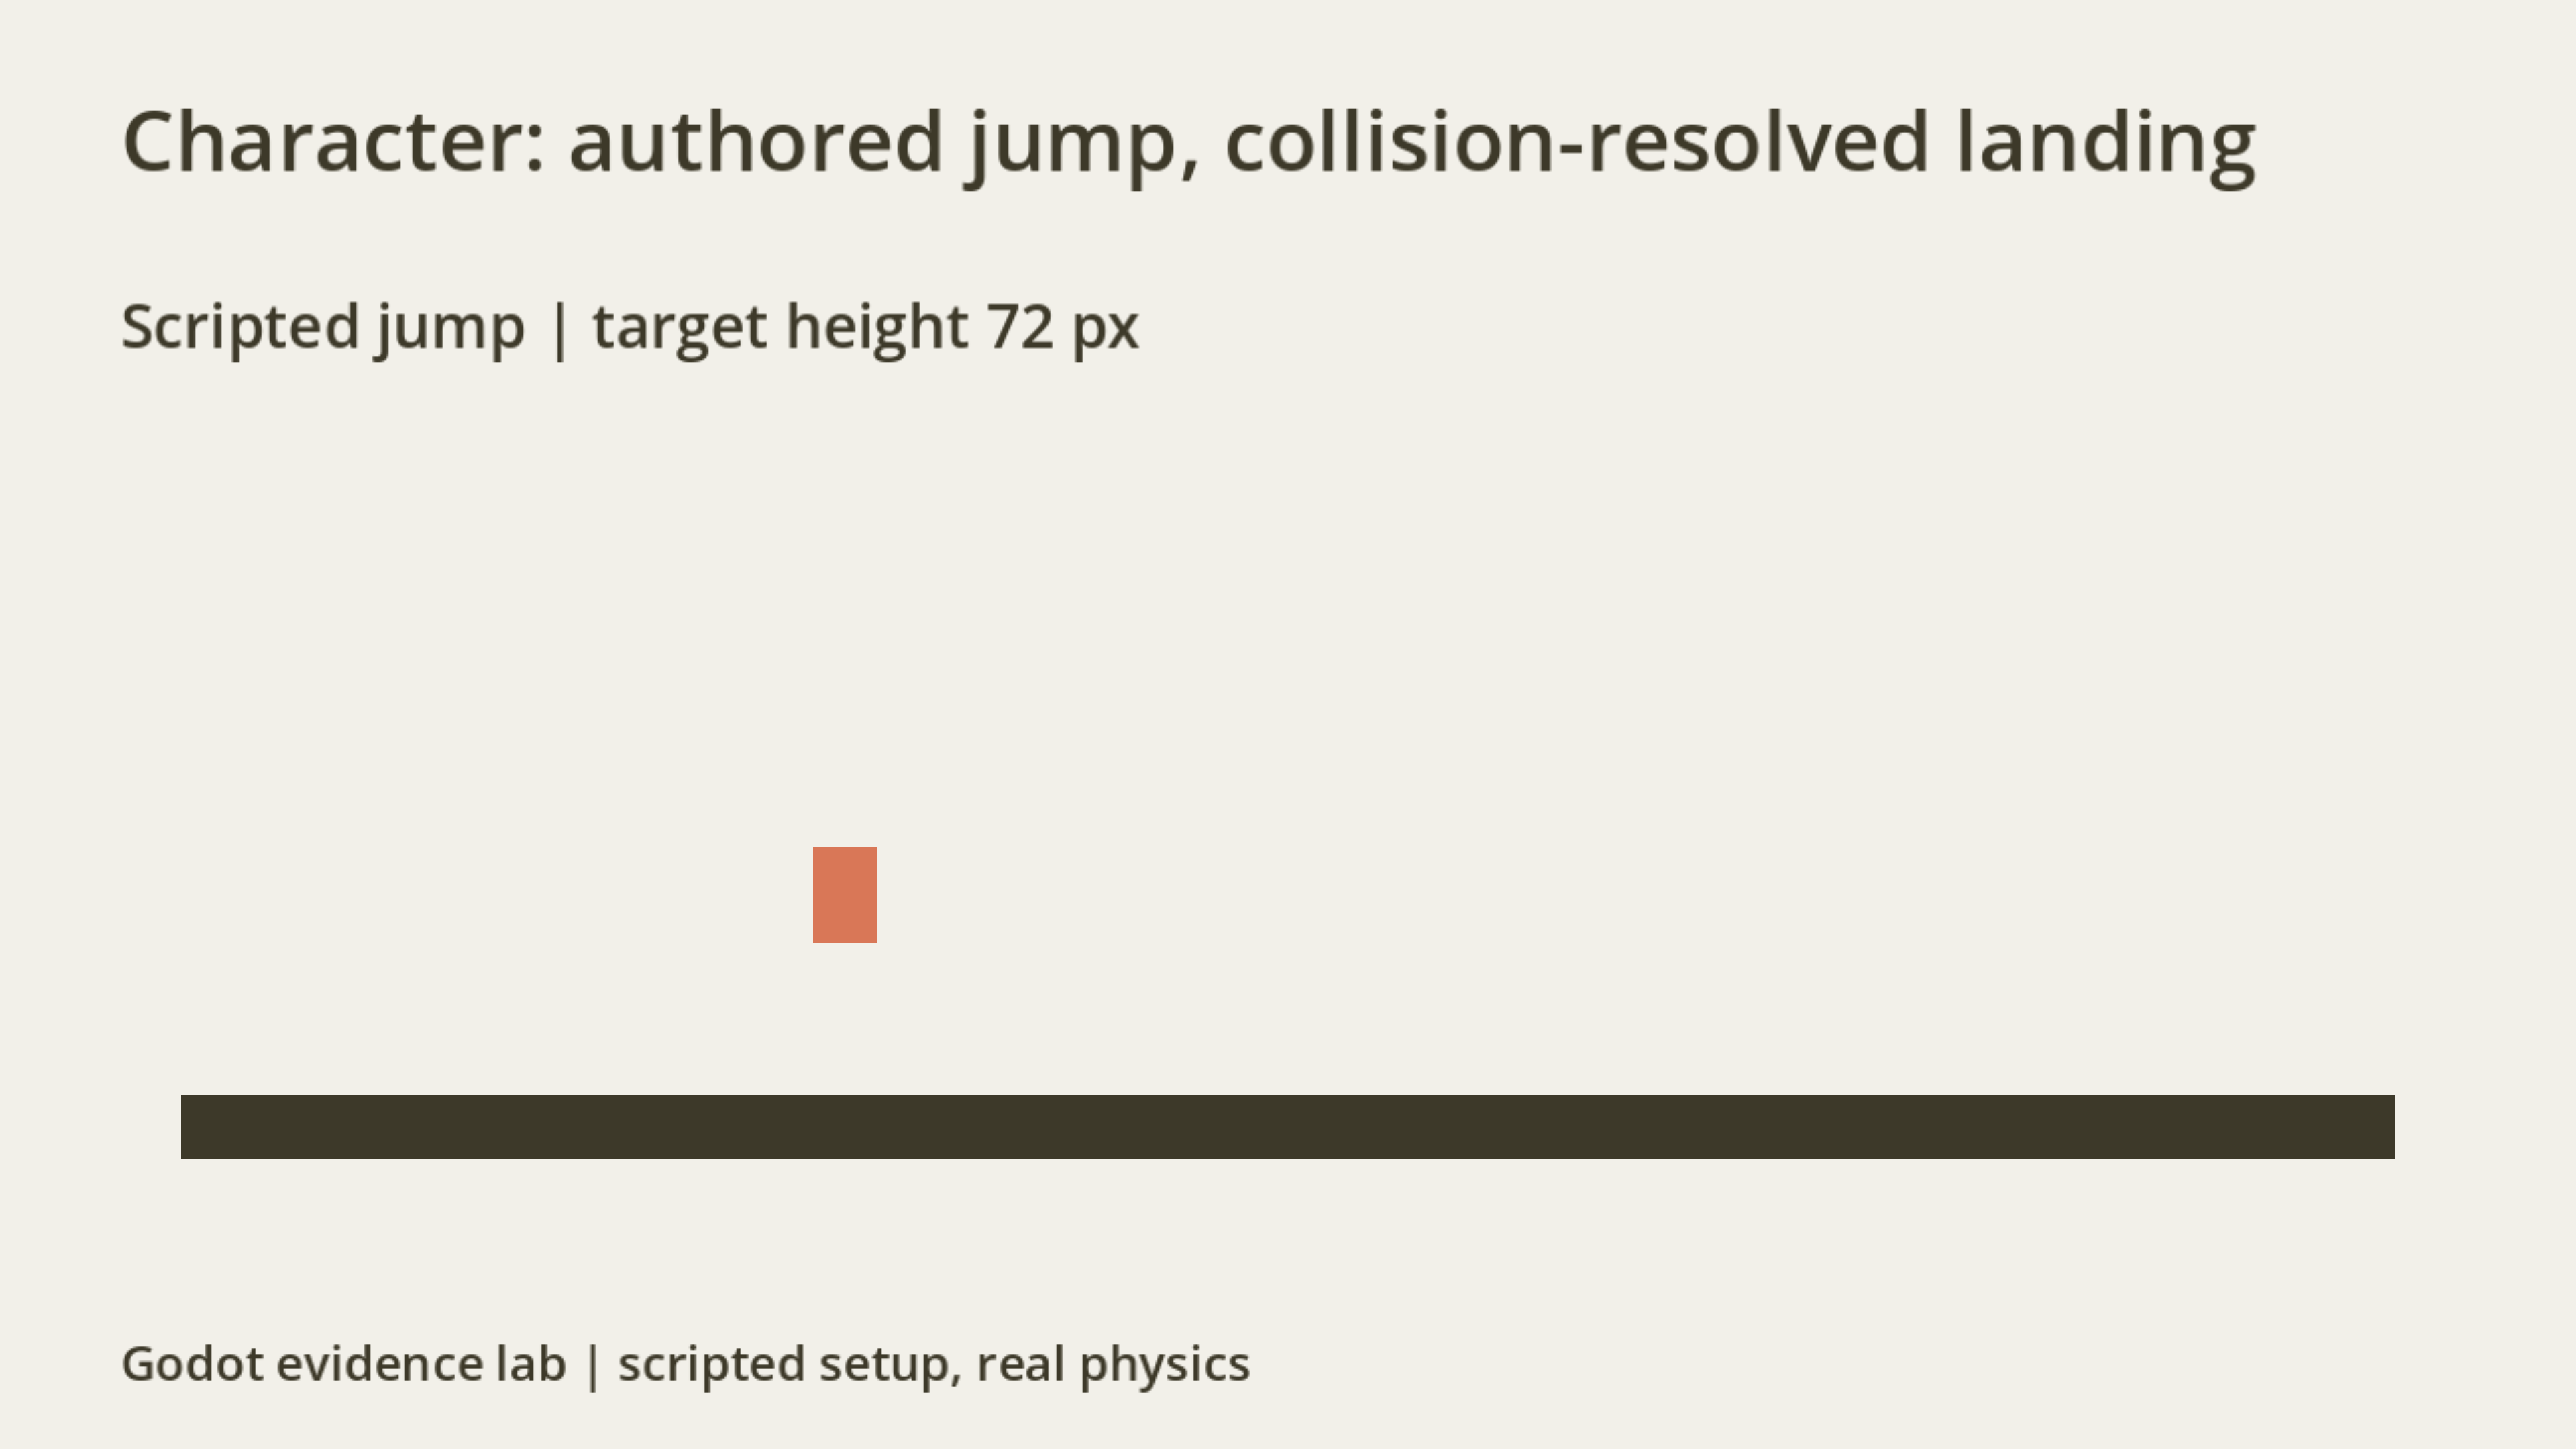 Character: authored jump, collision-resolved landing
Scripted jump | target height 72 px
Godot evidence lab | scripted setup, real physics